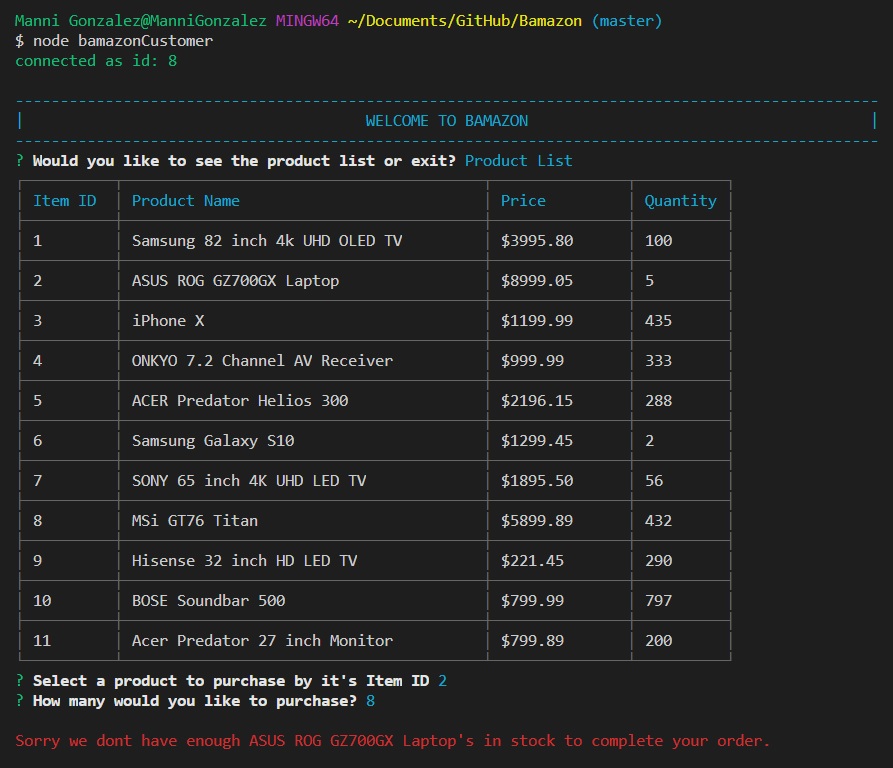 Manni Gonzalez@ManniGonzalez MINGW64 ~/Documents/GitHub/Bamazon (master)
$ node bamazonCustomer
connected as id: 8
--------------------------------------------------------------------------------
| WELCOME TO BAMAZON |
--------------------------------------------------------------------------------
? Would you like to see the product list or exit? Product List
Item ID Product Name Price Quantity
1 Samsung 82 inch 4k UHD OLED TV $3995.80 100
2 ASUS ROG GZ700GX Laptop $8999.05 5
3 iPhone X $1199.99 435
4 ONKYO 7.2 Channel AV Receiver $999.99 333
5 ACER Predator Helios 300 $2196.15 288
6 Samsung Galaxy S10 $1299.45 2
7 SONY 65 inch 4K UHD LED TV $1895.50 56
8 MSi GT76 Titan $5899.89 432
9 Hisense 32 inch HD LED TV $221.45 290
10 BOSE Soundbar 500 $799.99 797
11 Acer Predator 27 inch Monitor $799.89 200
? Select a product to purchase by it's Item ID 2
? How many would you like to purchase? 8
Sorry we dont have enough ASUS ROG GZ700GX Laptop's in stock to complete your order.